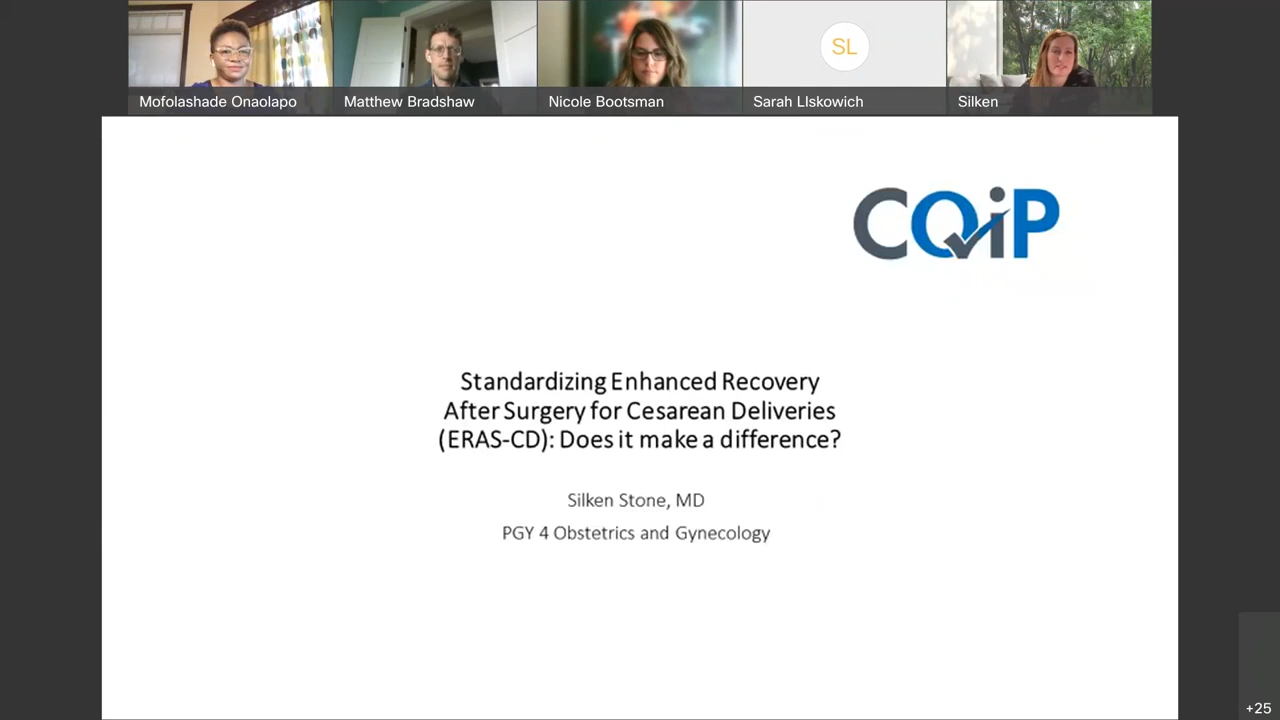 SL
Mofolashade Onaolapo
Matthew Bradshaw
Nicole Bootsman
Sarah LIskowich
Silken
CQiP
Standardizing Enhanced Recovery
After Surgery for Cesarean Deliveries
(ERAS-CD): Does it make a difference?
Silken Stone, MD
PGY 4 Obstetrics and Gynecology
+25